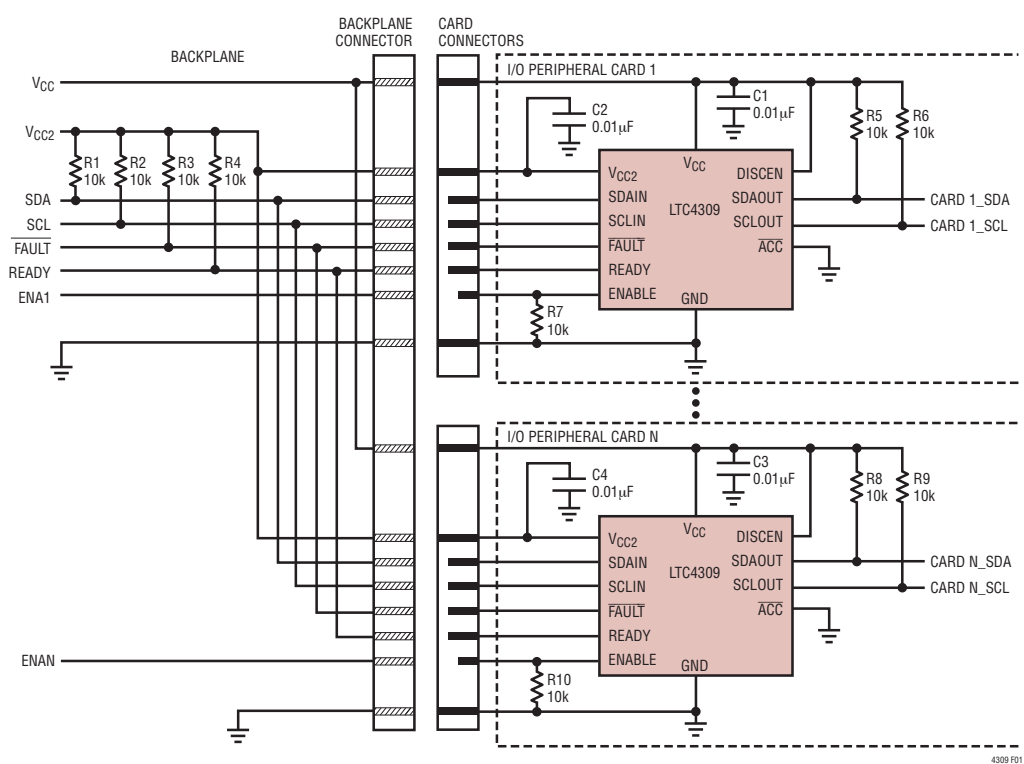 BACKPLANE
CONNECTOR
CARD
CONNECTORS
BACKPLANE
VCC
VCC2
R1
10k
R2
10k
R3
10k
R4
10k
SDA
SCL
FAULT
READY
ENA1
I/O PERIPHERAL CARD 1
C2
0.01µF
C1
0.01µF
R5
10k
R6
10k
VCC
VCC2
DISCEN
SDAIN
SDAOUT
LTC4309
SCLIN
SCLOUT
FAULT
ACC
READY
ENABLE
GND
R7
10k
CARD 1_SDA
CARD 1_SCL
I/O PERIPHERAL CARD N
C4
0.01µF
C3
0.01µF
R8
10k
R9
10k
VCC
VCC2
DISCEN
SDAIN
SDAOUT
LTC4309
SCLIN
SCLOUT
FAULT
ACC
READY
ENABLE
GND
R10
10k
CARD N_SDA
CARD N_SCL
ENAN
4309 F01